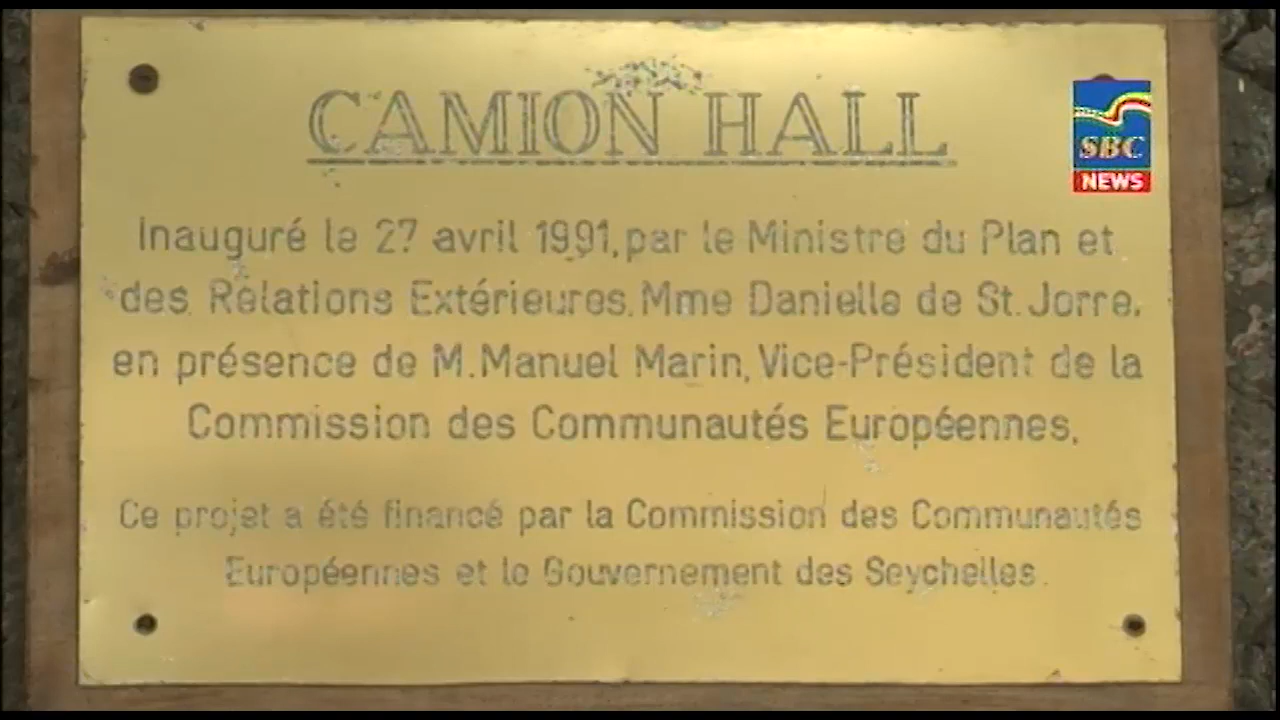 CAMION HALL
SBC
NEWS
Inauguré le 27 avril 1991, par le Ministre du Plan et
des Relations Extérieures, Mme Danielle de St. Jorre,
en présence de M. Manuel Marin, Vice-Président de la
Commission des Communautés Européennes.
Ce projet a été financé par la Commission des Communautés
Européennes et le Gouvernement des Seychelles.